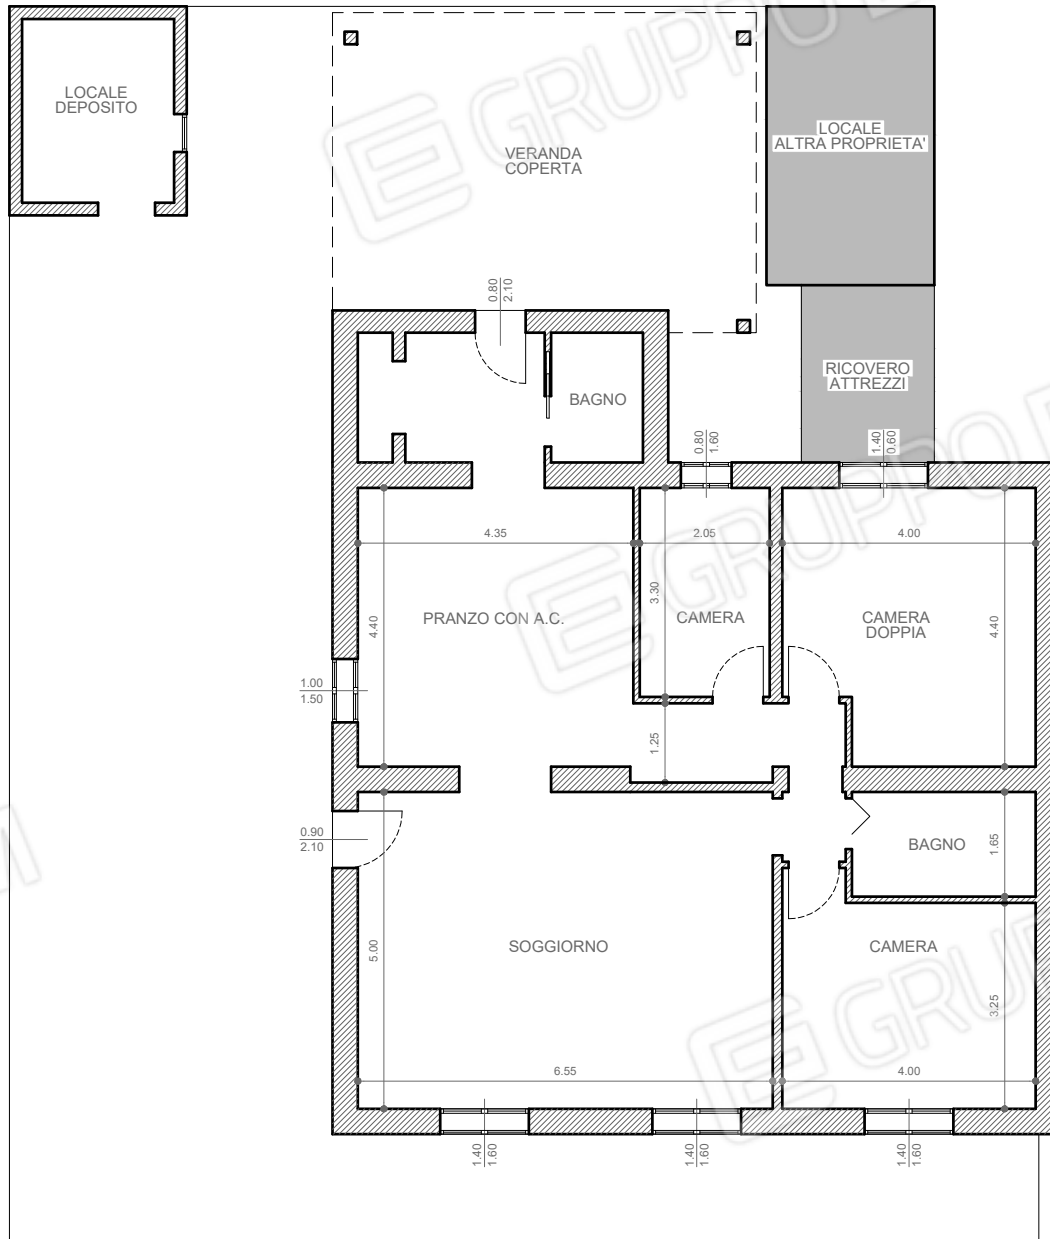 LOCALE
DEPOSITO
VERANDA
COPERTA
LOCALE
ALTRA PROPRIETA'
RICOVERO
ATTREZZI
0.80
2.10
BAGNO
0.80
1.60
1.40
0.60
4.35
2.05
4.00
4.40
3.30
4.40
PRANZO CON A.C.
CAMERA
CAMERA
DOPPIA
1.00
1.50
1.25
0.90
2.10
BAGNO
1.65
5.00
SOGGIORNO
CAMERA
3.25
6.55
4.00
1.40
1.60
1.40
1.60
1.40
1.60
GRUPPO
GRUPPO
GRUPPO